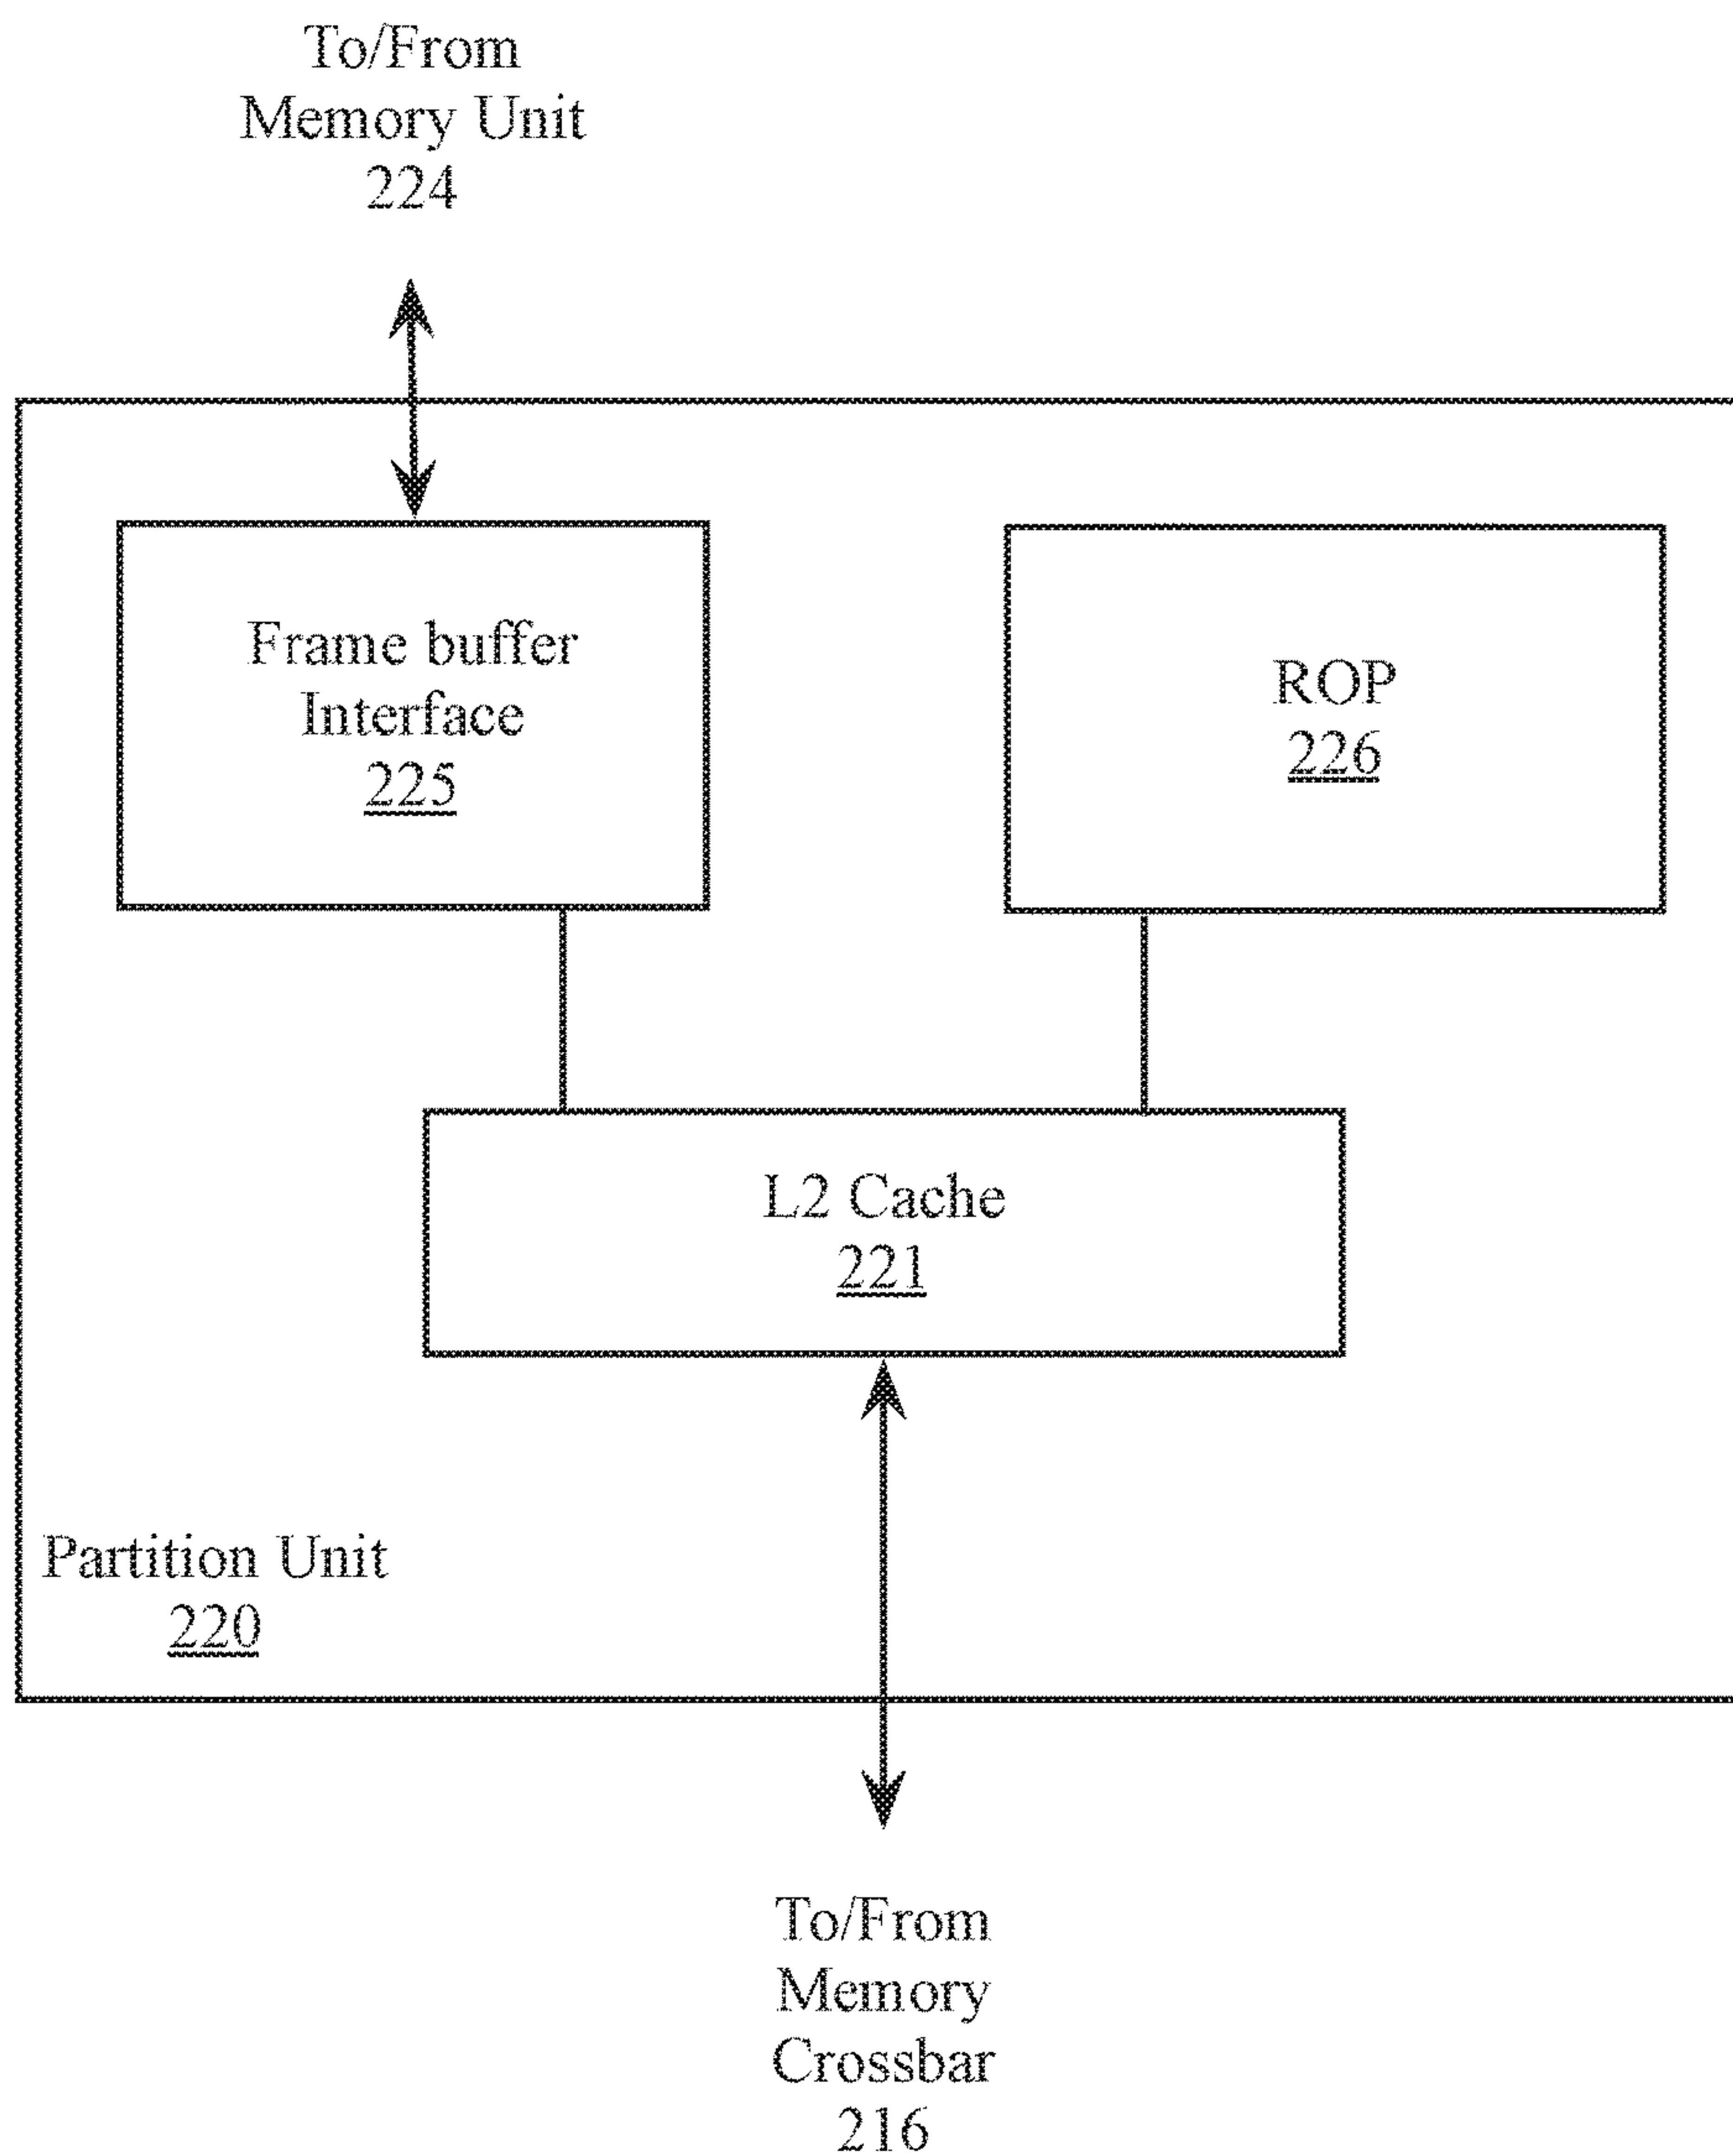 To/From
Memory Unit
224
Frame buffer
Interface
225
ROP
226
L2 Cache
221
Partition Unit
220
To/From
Memory
Crossbar
216